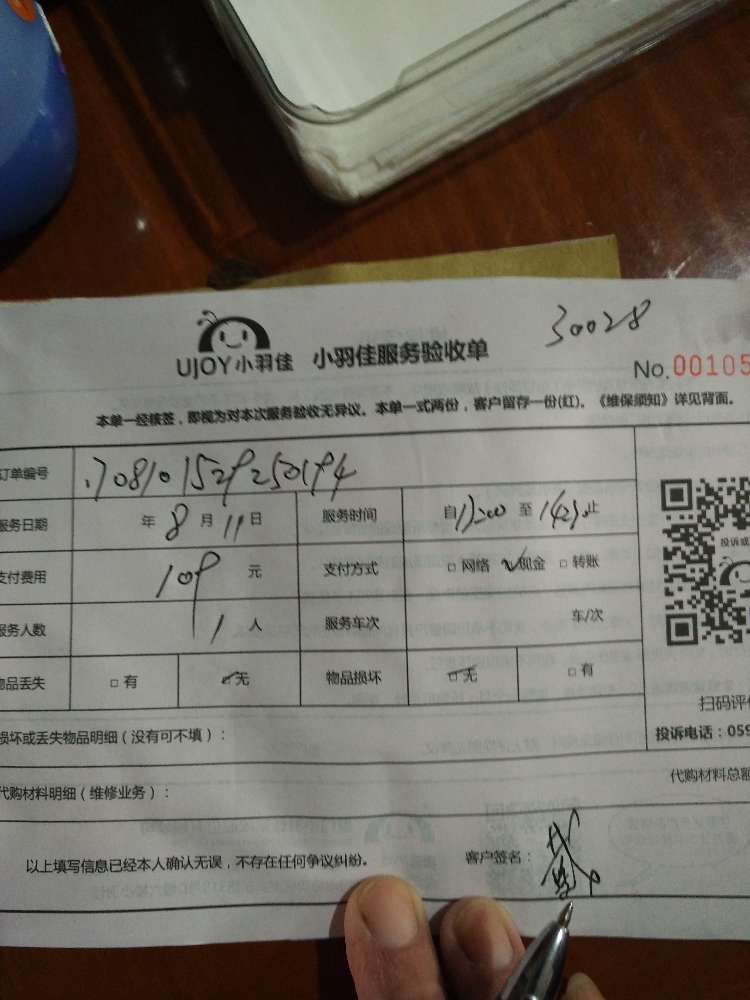 30028
UJOY小羽佳 小羽佳服务验收单
No.00105
本单一经核签，即视为对本次服务验收无异议。本单一式两份，客户留存一份(红)。《维保须知》详见背面。
订单编号
服务日期 年 8 月 11 日 服务时间 自 至 止
支付费用 109 元 支付方式 □ 网络 ☑ 现金 □ 转账
服务人数 1 人 服务车次 车/次
物品丢失 □ 有 ☑ 无 物品损坏 ☑ 无 □ 有
投诉或
扫码评价
损坏或丢失物品明细（没有可不填）：
投诉电话：059
代购材料明细（维修业务）：
代购材料总额
以上填写信息已经本人确认无误，不存在任何争议纠纷。 客户签名：